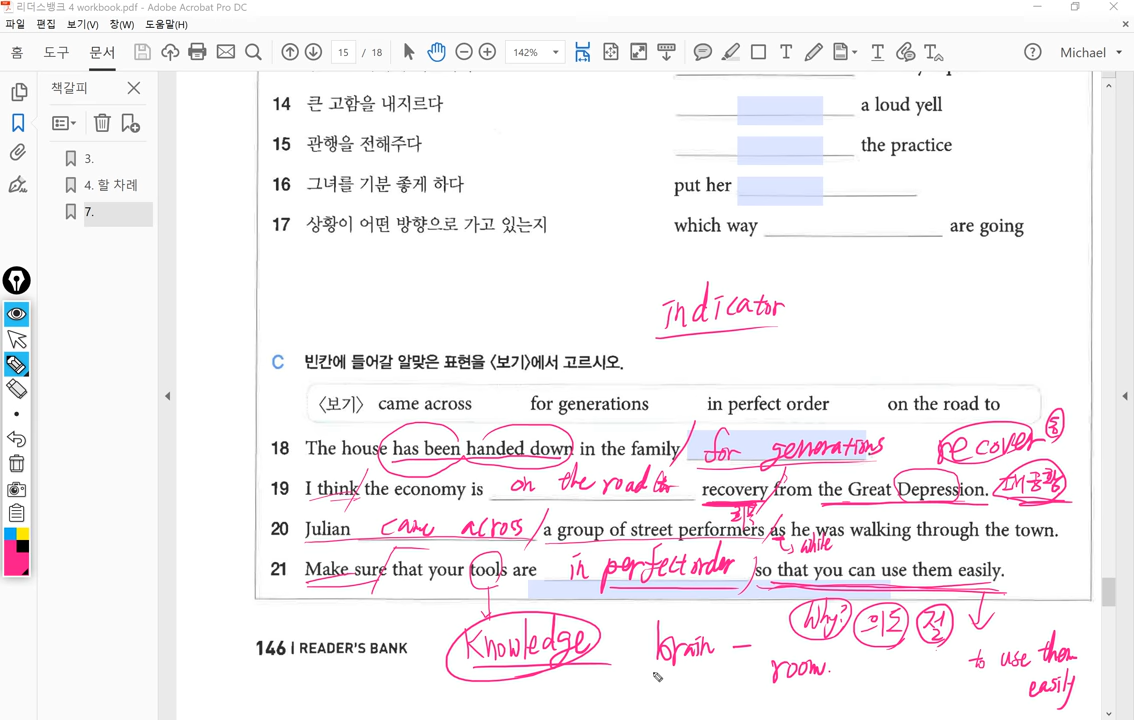 리더스뱅크 4 workbook.pdf - Adobe Acrobat Pro DC
파일 편집 보기(V) 창(W) 도움말(H)
홈 도구 문서 15 / 18 142% Michael
책갈피
3.
4. 할 차례
7.
14 큰 고함을 내지르다 a loud yell
15 관행을 전해주다 the practice
16 그녀를 기분 좋게 하다 put her
17 상황이 어떤 방향으로 가고 있는지 which way are going
indicator
C 빈칸에 들어갈 알맞은 표현을 〈보기〉에서 고르시오.
〈보기〉 came across for generations in perfect order on the road to
18 The house has been handed down in the family for generations recover 동
19 I think the economy is on the road to recovery from the Great Depression. 대공황
회복
20 Julian came across a group of street performers as he was walking through the town.
while
21 Make sure that your tools are in perfect order so that you can use them easily.
Why? 의도 절
146 | READER'S BANK Knowledge brain - room. to use them
easily